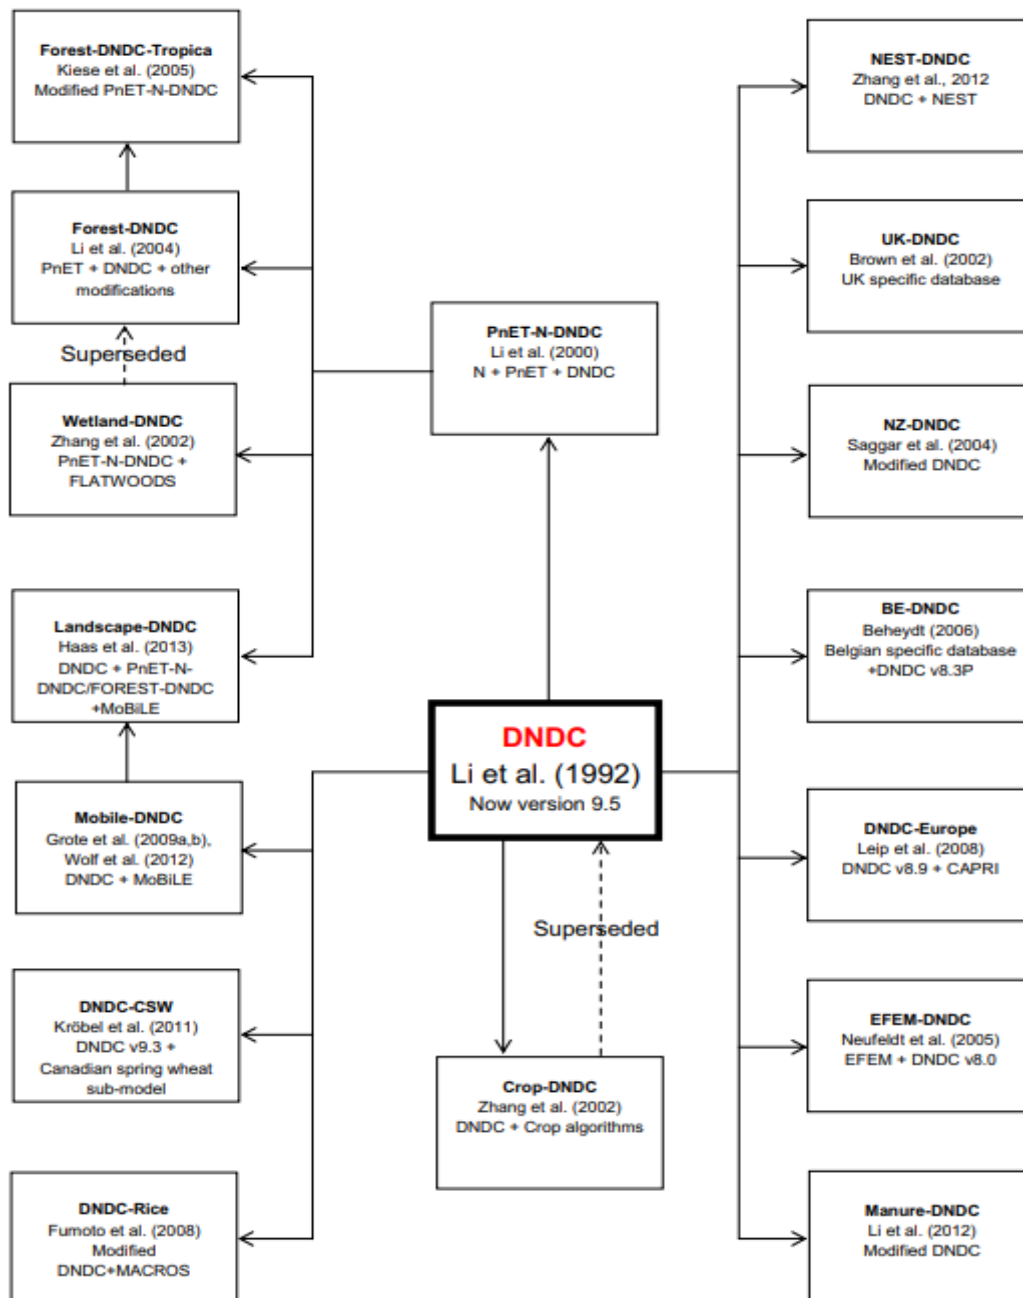 Forest-DNDC-Tropica
Kiese et al. (2005)
Modified PnET-N-DNDC
Forest-DNDC
Li et al. (2004)
PnET + DNDC + other
modifications
Superseded
Wetland-DNDC
Zhang et al. (2002)
PnET-N-DNDC +
FLATWOODS
Landscape-DNDC
Haas et al. (2013)
DNDC + PnET-N-
DNDC/FOREST-DNDC
+MoBiLE
Mobile-DNDC
Grote et al. (2009a,b),
Wolf et al. (2012)
DNDC + MoBiLE
DNDC-CSW
Kröbel et al. (2011)
DNDC v9.3 +
Canadian spring wheat
sub-model
DNDC-Rice
Fumoto et al. (2008)
Modified
DNDC+MACROS
PnET-N-DNDC
Li et al. (2000)
N + PnET + DNDC
DNDC
Li et al. (1992)
Now version 9.5
Superseded
Crop-DNDC
Zhang et al. (2002)
DNDC + Crop algorithms
NEST-DNDC
Zhang et al., 2012
DNDC + NEST
UK-DNDC
Brown et al. (2002)
UK specific database
NZ-DNDC
Saggar et al. (2004)
Modified DNDC
BE-DNDC
Beheydt (2006)
Belgian specific database
+DNDC v8.3P
DNDC-Europe
Leip et al. (2008)
DNDC v8.9 + CAPRI
EFEM-DNDC
Neufeldt et al. (2005)
EFEM + DNDC v8.0
Manure-DNDC
Li et al. (2012)
Modified DNDC